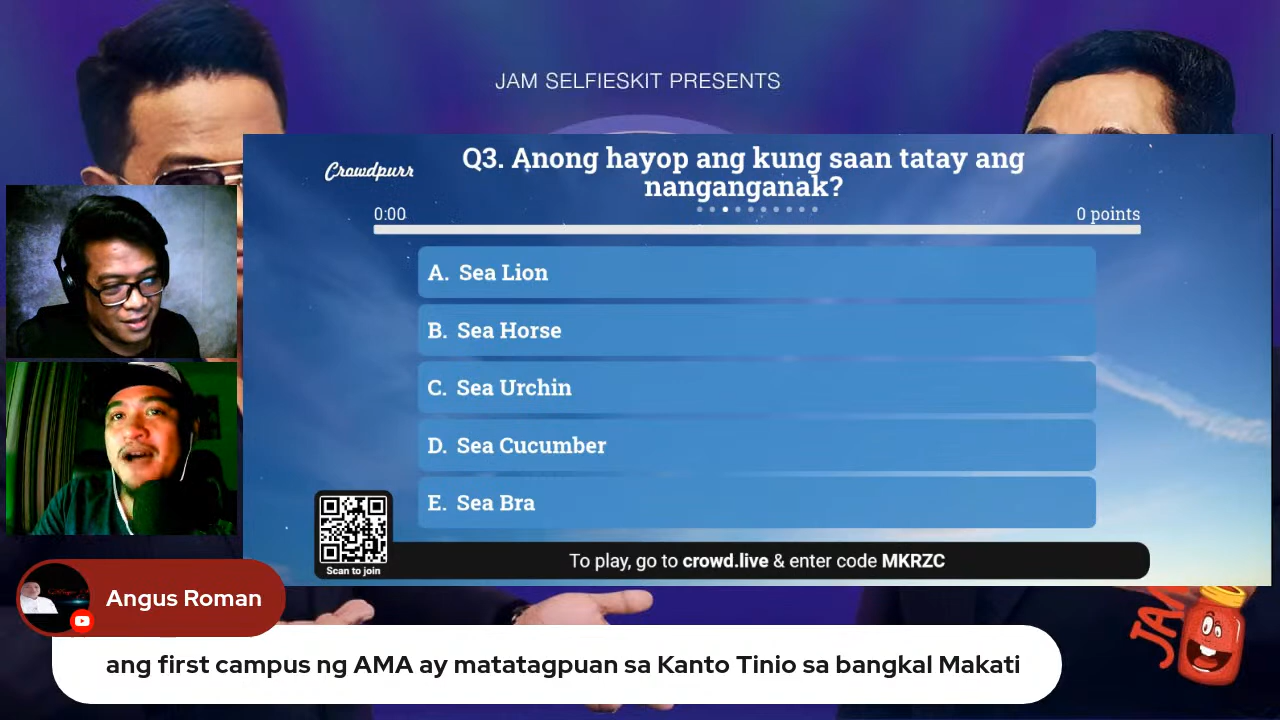 JAM SELFIESKIT PRESENTS
Crowdpurr
Q3. Anong hayop ang kung saan tatay ang
nanganganak?
0:00
0 points
A. Sea Lion
B. Sea Horse
C. Sea Urchin
D. Sea Cucumber
E. Sea Bra
Scan to join
To play, go to crowd.live & enter code MKRZC
Angus Roman
ang first campus ng AMA ay matatagpuan sa Kanto Tinio sa bangkal Makati
JAM